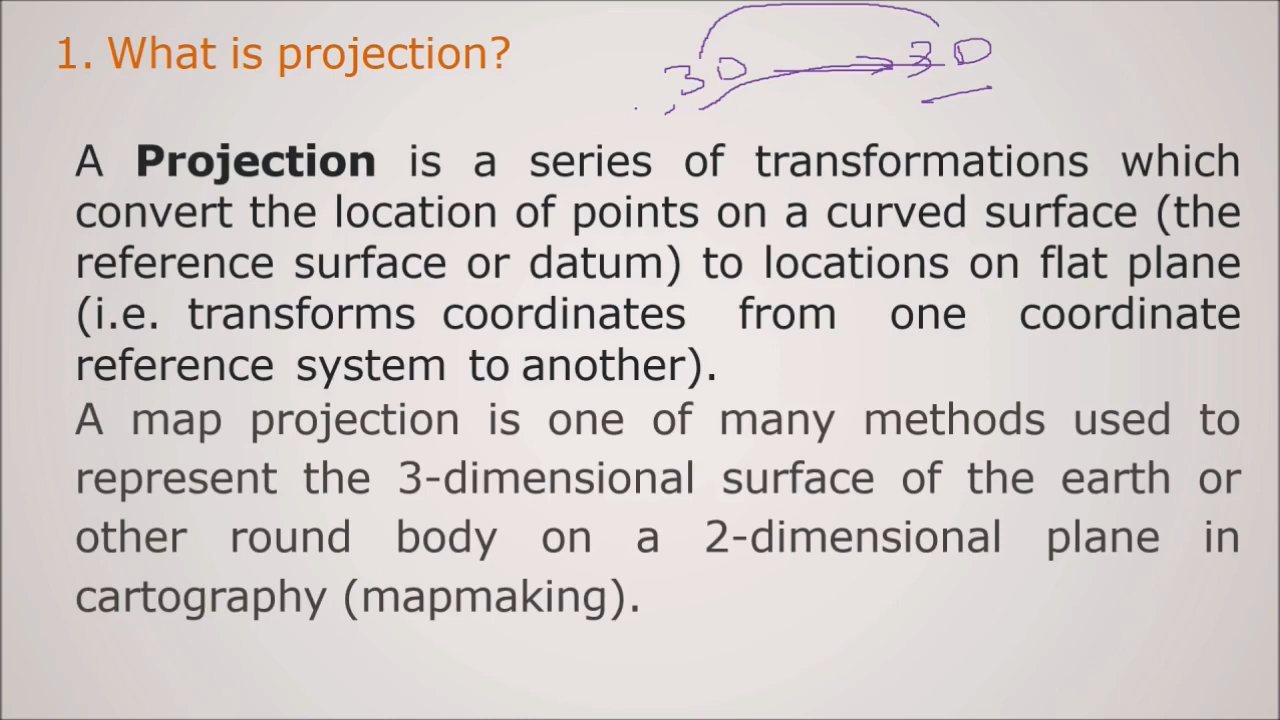 1. What is projection?
3D 3D
A Projection is a series of transformations which
convert the location of points on a curved surface (the
reference surface or datum) to locations on flat plane
(i.e. transforms coordinates from one coordinate
reference system to another).
A map projection is one of many methods used to
represent the 3-dimensional surface of the earth or
other round body on a 2-dimensional plane in
cartography (mapmaking).